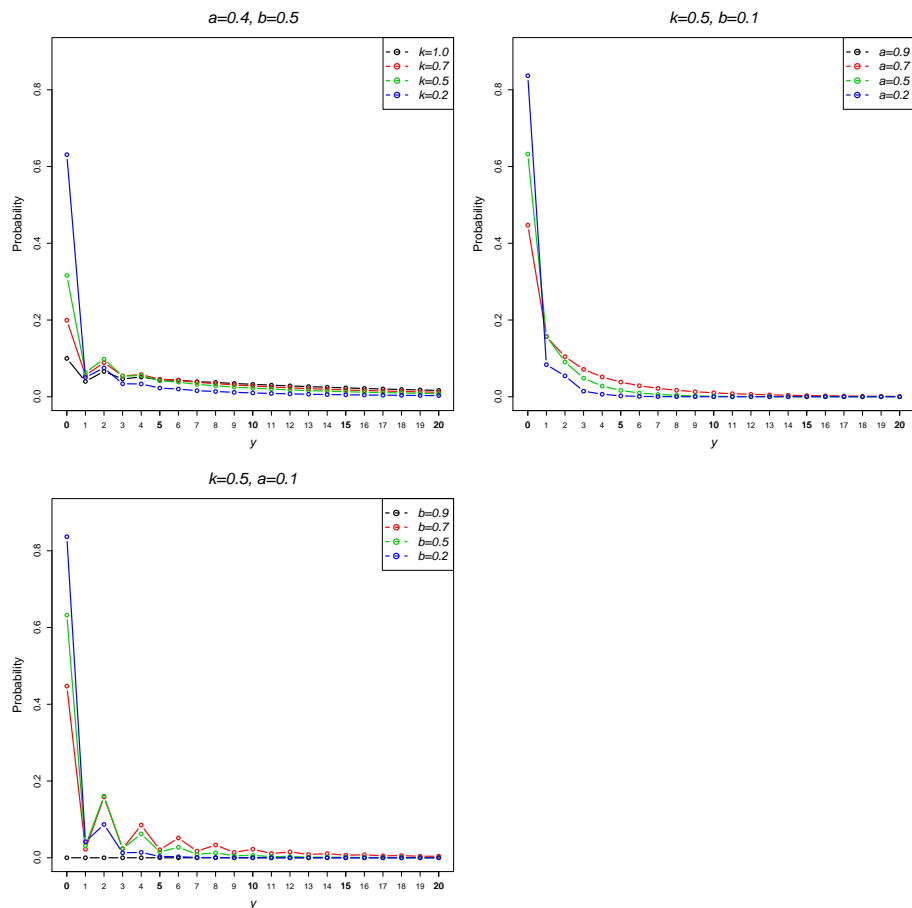 a=0.4, b=0.5
Probability
0.0 0.2 0.4 0.6 0.8
k=1.0
k=0.7
k=0.5
k=0.2
0 1 2 3 4 5 6 7 8 9 10 11 12 13 14 15 16 17 18 19 20
y
k=0.5, b=0.1
Probability
0.0 0.2 0.4 0.6 0.8
a=0.9
a=0.7
a=0.5
a=0.2
0 1 2 3 4 5 6 7 8 9 10 11 12 13 14 15 16 17 18 19 20
y
k=0.5, a=0.1
Probability
0.0 0.2 0.4 0.6 0.8
b=0.9
b=0.7
b=0.5
b=0.2
0 1 2 3 4 5 6 7 8 9 10 11 12 13 14 15 16 17 18 19 20
y